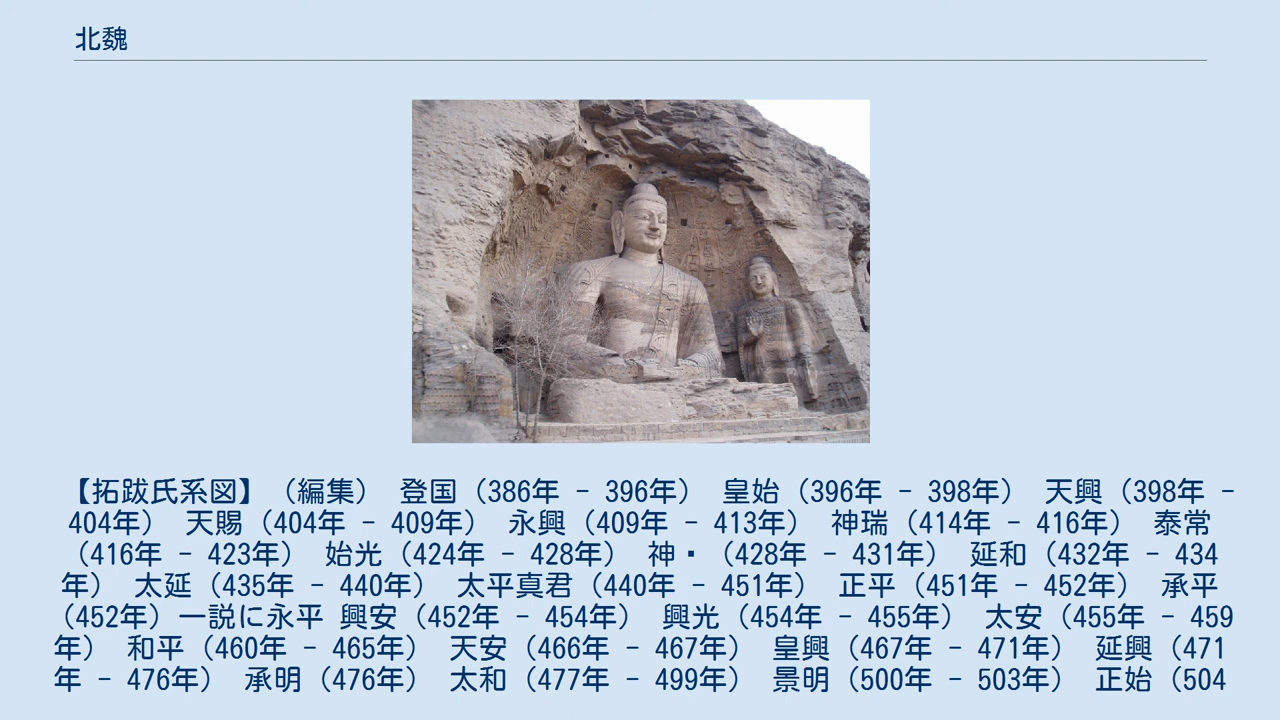 北魏
【拓跋氏系図】（編集） 登国（386年 - 396年） 皇始（396年 - 398年） 天興（398年 -
404年） 天賜（404年 - 409年） 永興（409年 - 413年） 神瑞（414年 - 416年） 泰常
（416年 - 423年） 始光（424年 - 428年） 神・（428年 - 431年） 延和（432年 - 434
年） 太延（435年 - 440年） 太平真君（440年 - 451年） 正平（451年 - 452年） 承平
（452年）一説に永平 興安（452年 - 454年） 興光（454年 - 455年） 太安（455年 - 459
年） 和平（460年 - 465年） 天安（466年 - 467年） 皇興（467年 - 471年） 延興（471
年 - 476年） 承明（476年） 太和（477年 - 499年） 景明（500年 - 503年） 正始（504